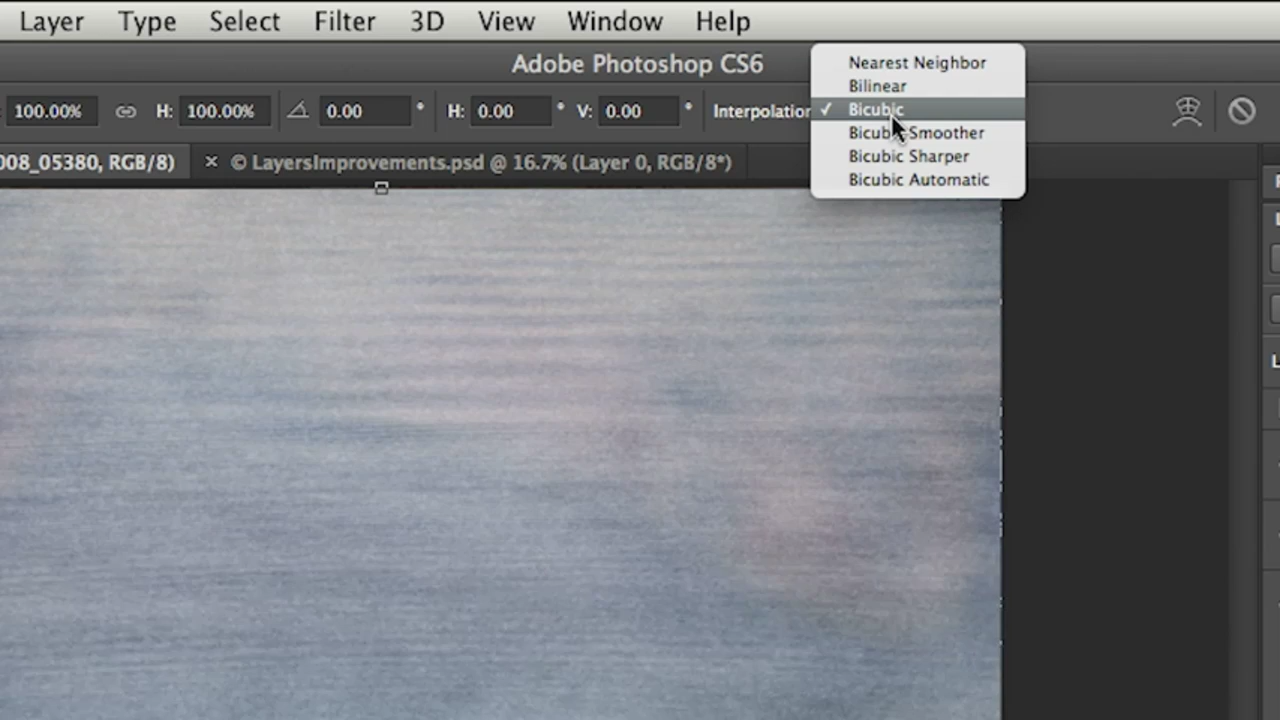 Layer Type Select Filter 3D View Window Help
Adobe Photoshop CS6
100.00% H: 100.00% 0.00 ° H: 0.00 ° V: 0.00 ° Interpolation
Nearest Neighbor
Bilinear
✓ Bicubic
Bicubic Smoother
Bicubic Sharper
Bicubic Automatic
008_05380, RGB/8) × © LayersImprovements.psd @ 16.7% (Layer 0, RGB/8*)